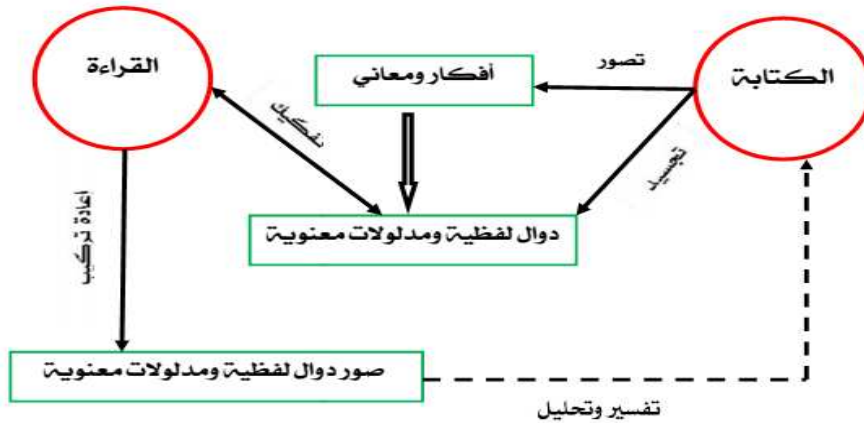 الكتابة
القراءة
تصور
أفكار ومعاني
تفكيك
تجسيد
دوال لفظية ومدلولات معنوية
اعادة تركيب
صور دوال لفظية ومدلولات معنوية
تفسير وتحليل